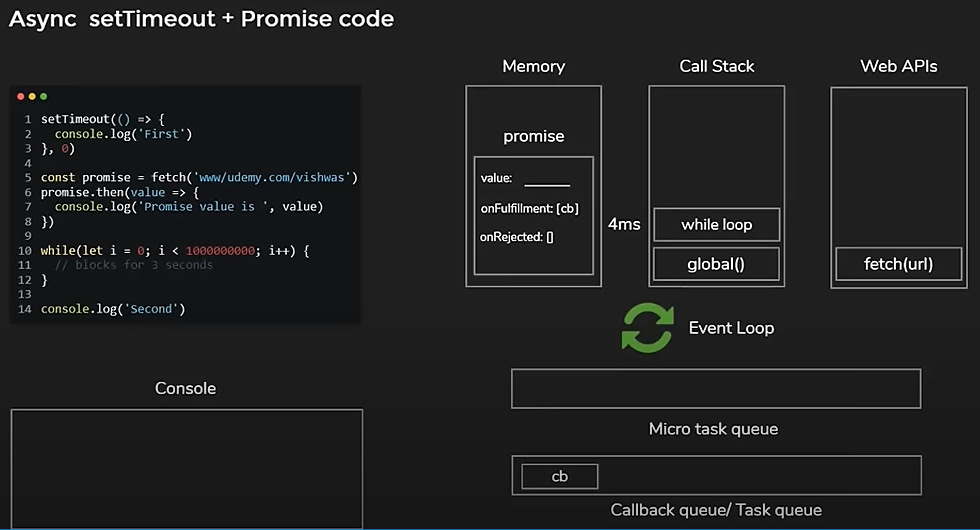 Async setTimeout + Promise code
1 setTimeout(() => {
2 console.log('First')
3 }, 0)
4
5 const promise = fetch('www/udemy.com/vishwas')
6 promise.then(value => {
7 console.log('Promise value is ', value)
8 })
9
10 while(let i = 0; i < 1000000000; i++) {
11 // blocks for 3 seconds
12 }
13
14 console.log('Second')
Console
Memory
promise
value: ______
onFulfillment: [cb]
onRejected: []
4ms
Call Stack
while loop
global()
Web APIs
fetch(url)
Event Loop
Micro task queue
cb
Callback queue/ Task queue